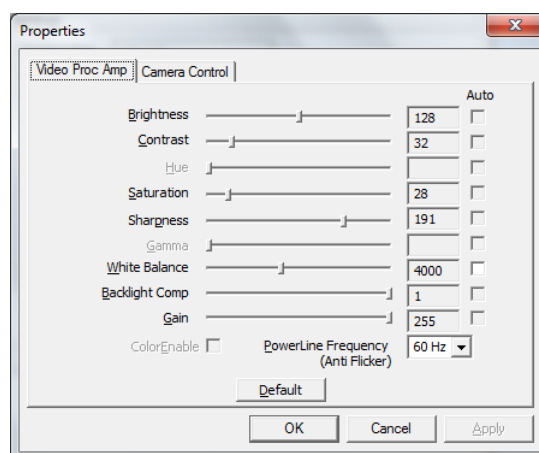 Properties
Video Proc Amp Camera Control
Auto
Brightness 128
Contrast 32
Hue
Saturation 28
Sharpness 191
Gamma
White Balance 4000
Backlight Comp 1
Gain 255
ColorEnable PowerLine Frequency 60 Hz
(Anti Flicker)
Default
OK Cancel Apply